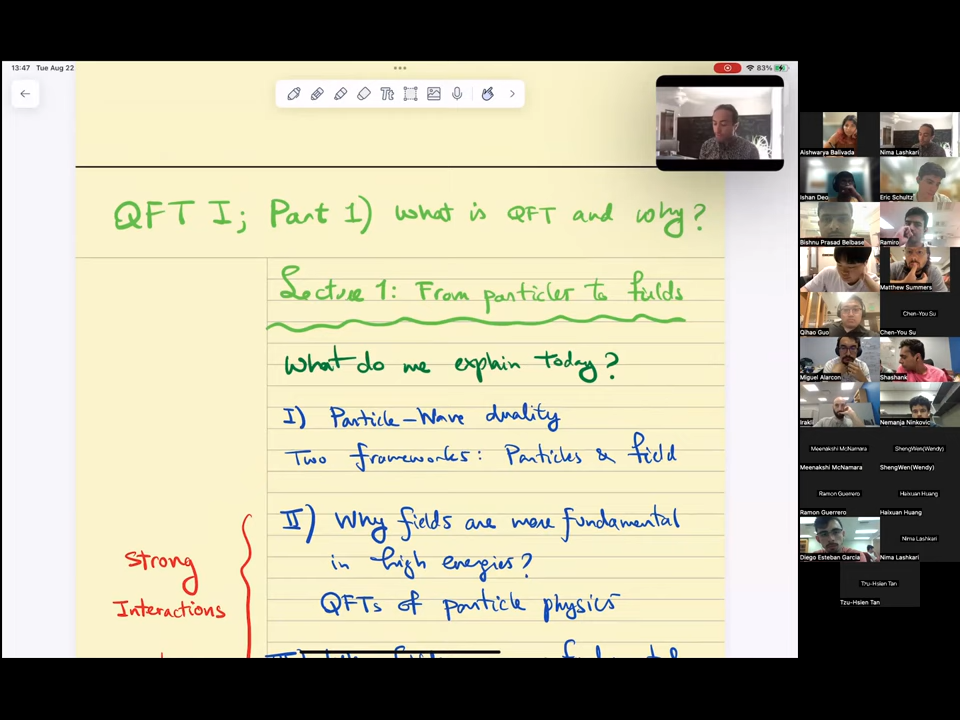 13:47 Tue Aug 22
83%
Tt
QFT I; Part 1) What is QFT and why?
Lecture 1: From particles to fields
What do we explain today?
I) Particle-Wave duality
Two frameworks: Particles & field
II) Why fields are more fundamental
in high energies?
QFTs of particle physics
Strong
Interactions
fundamental
Aishwarya Ballvada
Nima Lashkari
Ishan Deo
Eric Schultz
Bishnu Prasad Belbase
Ramiro
Matthew Summers
Qihao Guo
Chen-You Su
Chen-You Su
Miguel Alarcon
Shashank
Irakli
Nemanja Ninkovic
Meenakshi McNamara
ShengWen(Wendy)
Meenakshi McNamara
ShengWen(Wendy)
Ramon Guerrero
Haixuan Huang
Ramon Guerrero
Haixuan Huang
Nima Lashkari
Diego Esteban Garcia
Nima Lashkari
Tzu-Hsien Tan
Tzu-Hsien Tan